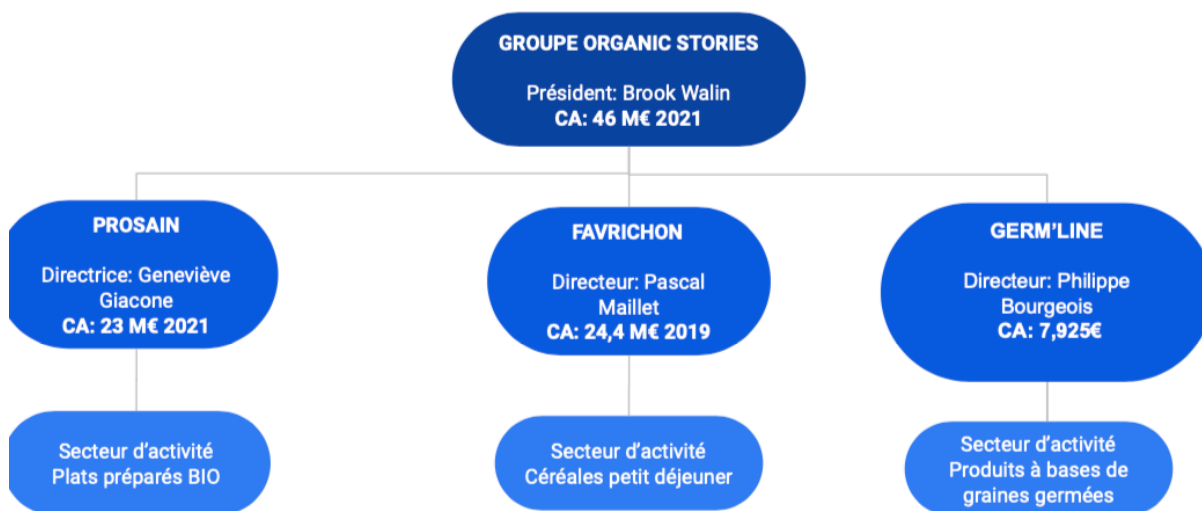 GROUPE ORGANIC STORIES
Président: Brook Walin
CA: 46 M€ 2021
PROSAIN
Directrice: Geneviève
Giacone
CA: 23 M€ 2021
FAVRICHON
Directeur: Pascal
Maillet
CA: 24,4 M€ 2019
GERM'LINE
Directeur: Philippe
Bourgeois
CA: 7,925€
Secteur d'activité
Plats préparés BIO
Secteur d'activité
Céréales petit déjeuner
Secteur d'activité
Produits à bases de
graines germées